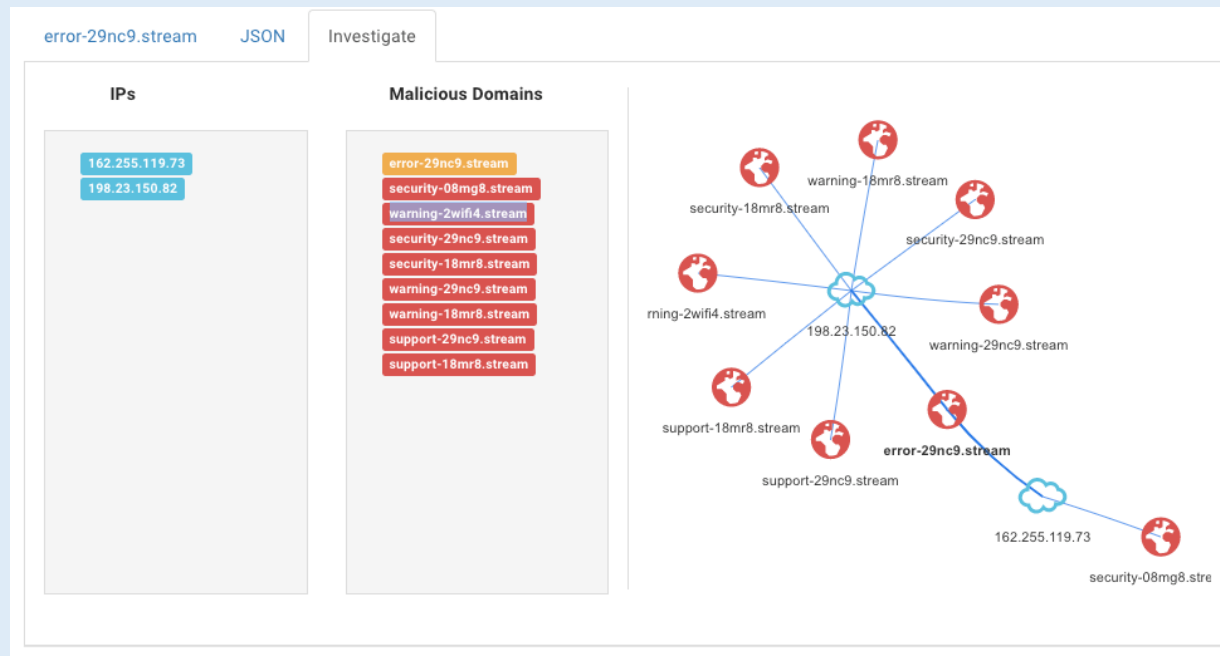 error-29nc9.stream
JSON
Investigate
IPs
162.255.119.73
198.23.150.82
Malicious Domains
error-29nc9.stream
security-08mg8.stream
warning-2wifi4.stream
security-29nc9.stream
security-18mr8.stream
warning-29nc9.stream
warning-18mr8.stream
support-29nc9.stream
support-18mr8.stream
warning-18mr8.stream
security-18mr8.stream
security-29nc9.stream
rning-2wifi4.stream
198.23.150.82
warning-29nc9.stream
support-18mr8.stream
error-29nc9.stream
support-29nc9.stream
162.255.119.73
security-08mg8.stre